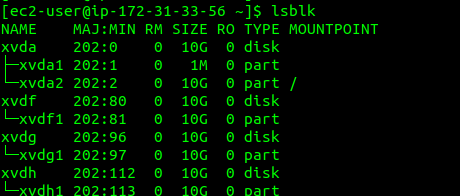 [ec2-user@ip-172-31-33-56 ~]$ lsblk
NAME    MAJ:MIN RM SIZE RO TYPE MOUNTPOINT
xvda    202:0    0  10G  0 disk
├─xvda1 202:1    0   1M  0 part
└─xvda2 202:2    0  10G  0 part /
xvdf    202:80   0  10G  0 disk
└─xvdf1 202:81   0  10G  0 part
xvdg    202:96   0  10G  0 disk
└─xvdg1 202:97   0  10G  0 part
xvdh    202:112  0  10G  0 disk
└─xvdh1 202:113  0  10G  0 part